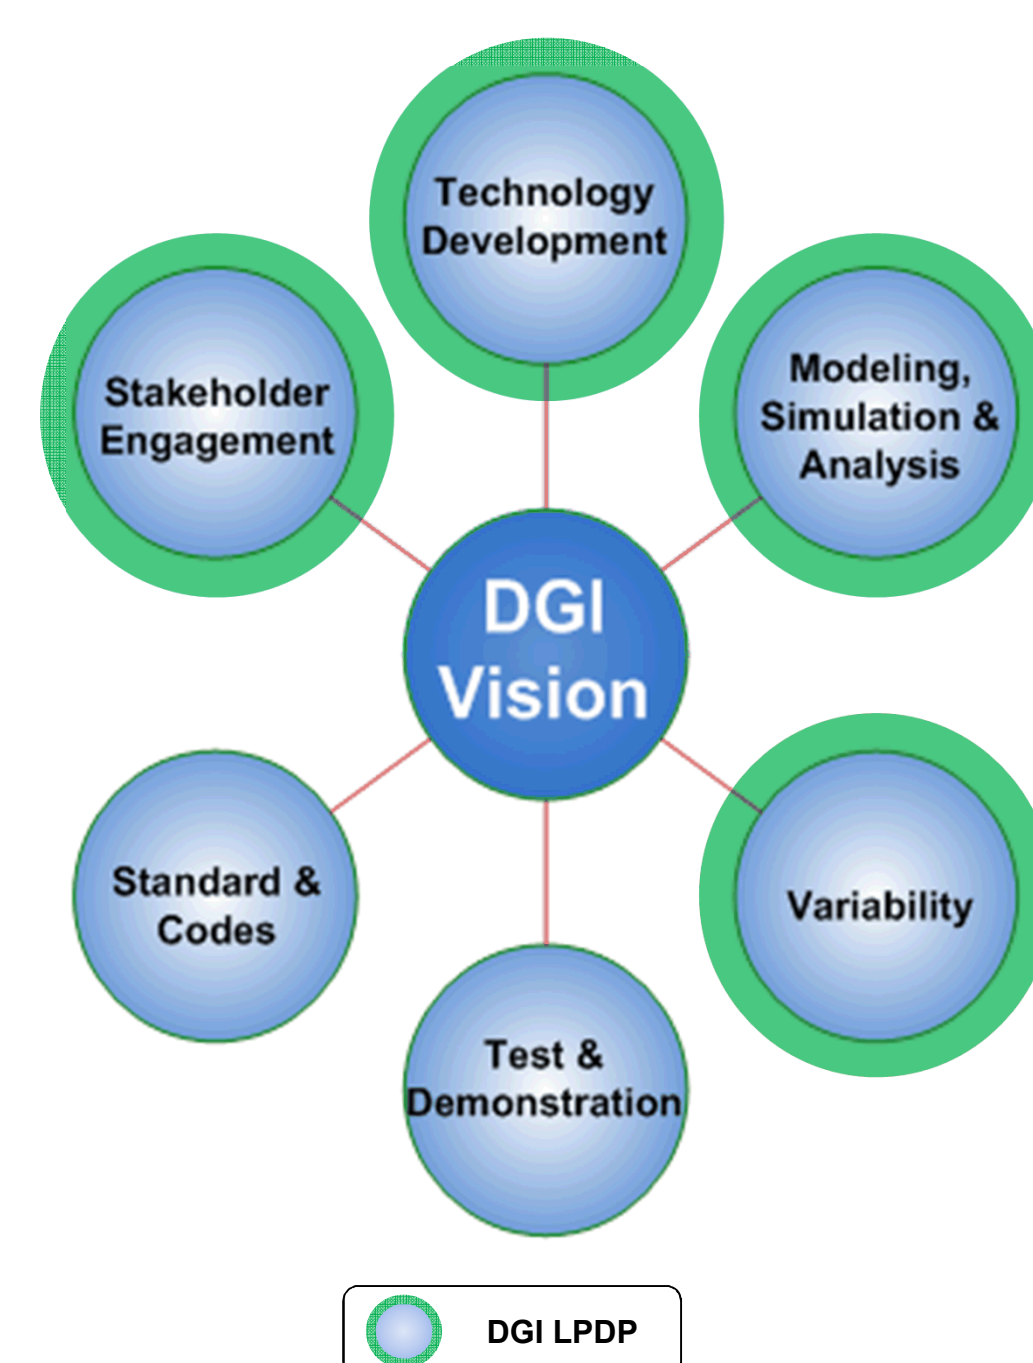 Technology
Development
Stakeholder
Engagement
Modeling,
Simulation &
Analysis
DGI
Vision
Standard &
Codes
Variability
Test &
Demonstration
DGI LPDP